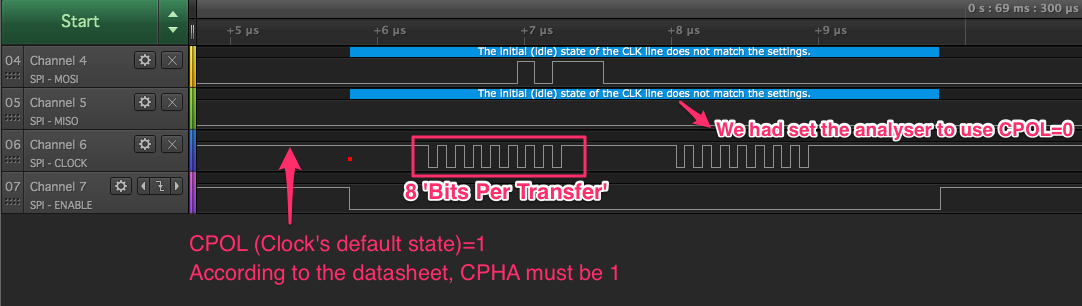 Start
0 s : 69 ms : 300 µs
+5 µs
+6 µs
+7 µs
+8 µs
+9 µs
04 Channel 4
SPI - MOSI
The initial (idle) state of the CLK line does not match the settings.
05 Channel 5
SPI - MISO
The initial (idle) state of the CLK line does not match the settings.
We had set the analyser to use CPOL=0
06 Channel 6
SPI - CLOCK
8 'Bits Per Transfer'
07 Channel 7
SPI - ENABLE
CPOL (Clock's default state)=1
According to the datasheet, CPHA must be 1